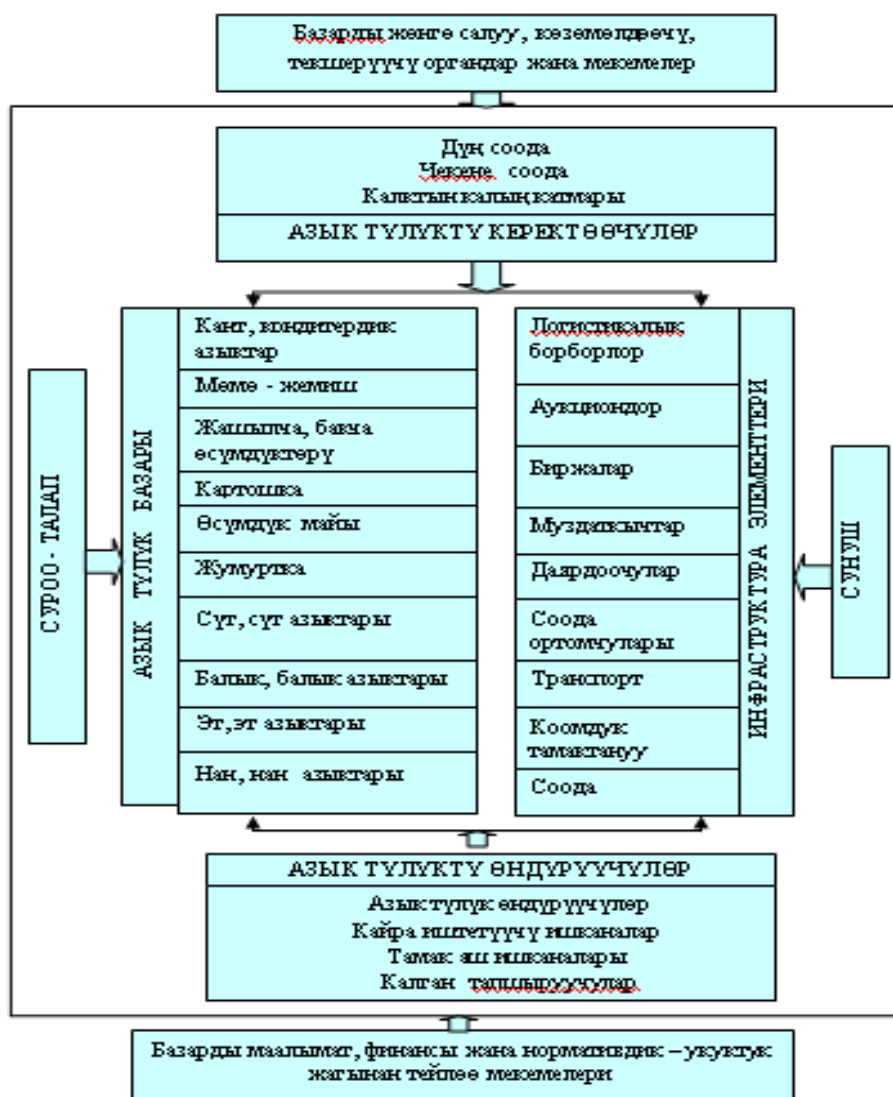 Базарды жөнгө салуу, көзөмөлдөөчү,
текшерүүчү органдар жана мекемелер
Дүң соода
Чекене соода
Калктын калың катмары
АЗЫК ТҮЛҮКТҮ КЕРЕКТӨӨЧҮЛӨР
СУРОО - ТАЛАП
АЗЫК ТҮЛҮК БАЗАРЫ
Кант, кондитердик
азыктар
Мөмө - жемиш
Жашылча, бакча
өсүмдүктөрү
Картошка
Өсүмдүк майы
Жумуртка
Сүт, сүт азыктары
Балык, балык азыктары
Эт,эт азыктары
Нан, нан азыктары
Логистикалык
борборлор
Аукциондор
Биржалар
Муздаткычтар
Даярдоочулар
Соода
ортомчулары
Транспорт
Коомдук
тамактануу
Соода
ИНФРАСТРУКТУРА ЭЛЕМЕНТТЕРИ
СУНУШ
АЗЫК ТҮЛҮКТҮ ӨНДҮРҮҮЧҮЛӨР
Азык түлүк өндүрүүчүлөр
Кайра иштетүүчү ишканалар
Тамак аш ишканалары
Калган тапшыруучулар
Базарды маалымат, финансы жана нормативдик – укуктук
жагынан тейлөө мекемелери